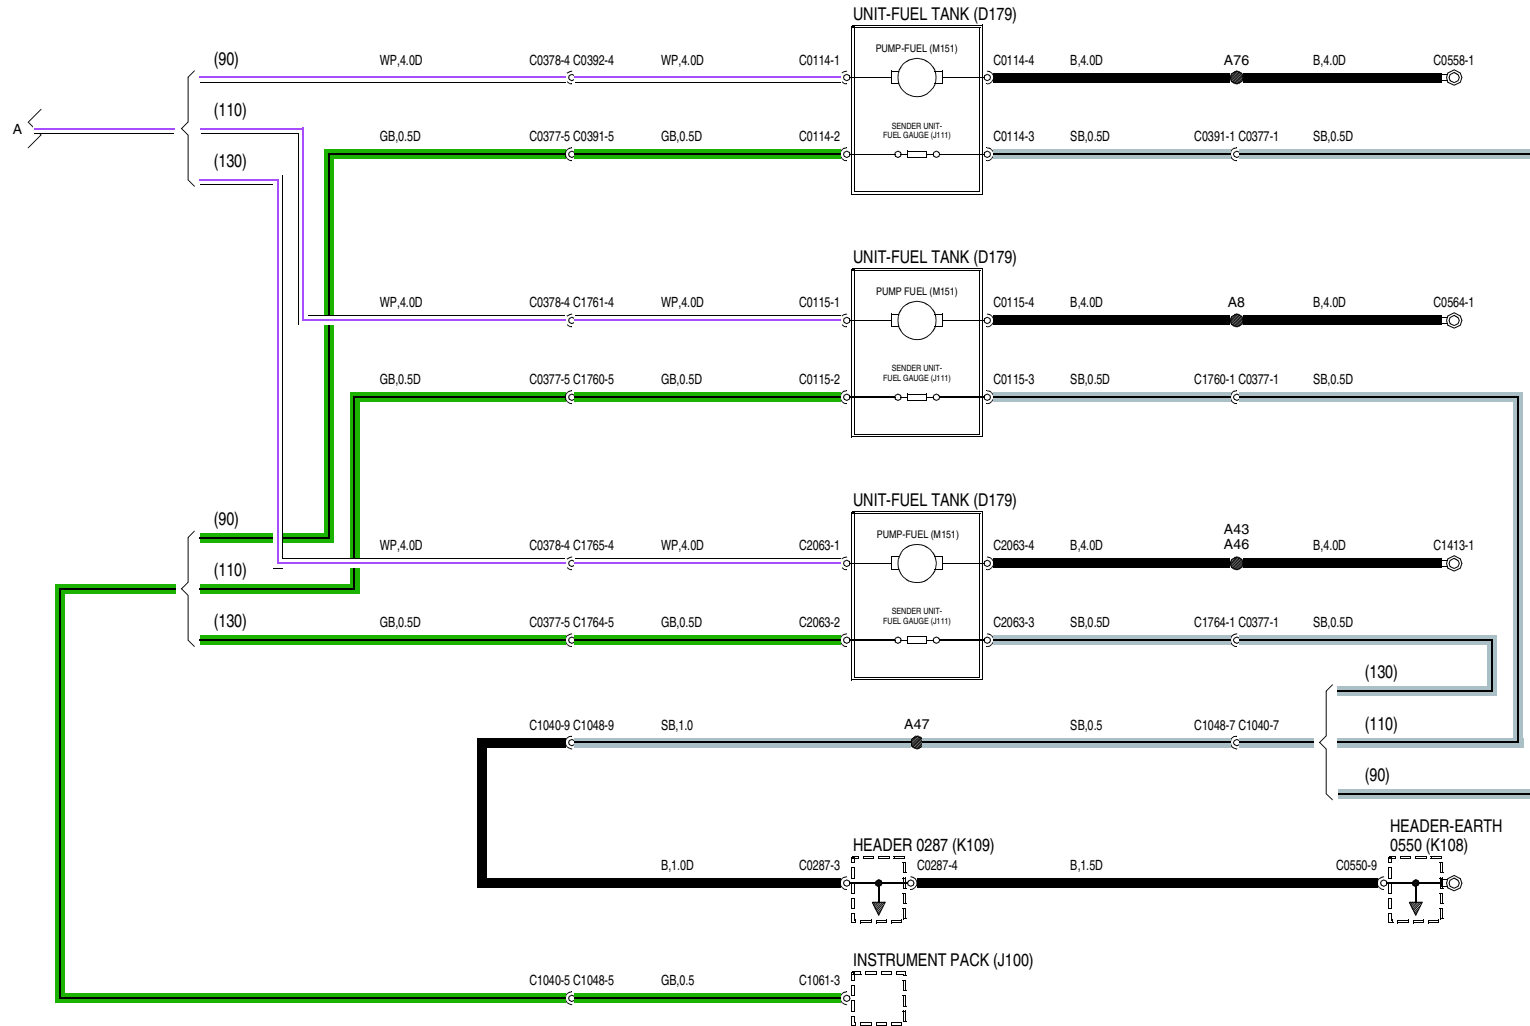 UNIT-FUEL TANK (D179)
(90)
WP,4.0D
C0378-4 C0392-4
WP,4.0D
C0114-1
PUMP-FUEL (M151)
C0114-4
B,4.0D
A76
B,4.0D
C0558-1
(110)
A
GB,0.5D
C0377-5 C0391-5
GB,0.5D
C0114-2
SENDER UNIT-
FUEL GAUGE (J111)
C0114-3
SB,0.5D
C0391-1 C0377-1
SB,0.5D
(130)
UNIT-FUEL TANK (D179)
WP,4.0D
C0378-4 C1761-4
WP,4.0D
C0115-1
PUMP FUEL (M151)
C0115-4
B,4.0D
A8
B,4.0D
C0564-1
GB,0.5D
C0377-5 C1760-5
GB,0.5D
C0115-2
SENDER UNIT-
FUEL GAUGE (J111)
C0115-3
SB,0.5D
C1760-1 C0377-1
SB,0.5D
UNIT-FUEL TANK (D179)
(90)
WP,4.0D
C0378-4 C1765-4
WP,4.0D
C2063-1
PUMP-FUEL (M151)
C2063-4
B,4.0D
A43
A46
B,4.0D
C1413-1
(110)
(130)
GB,0.5D
C0377-5 C1764-5
GB,0.5D
C2063-2
SENDER UNIT-
FUEL GAUGE (J111)
C2063-3
SB,0.5D
C1764-1 C0377-1
SB,0.5D
(130)
C1040-9 C1048-9
SB,1.0
A47
SB,0.5
C1048-7 C1040-7
(110)
(90)
HEADER 0287 (K109)
HEADER-EARTH
0550 (K108)
B,1.0D
C0287-3
C0287-4
B,1.5D
C0550-9
INSTRUMENT PACK (J100)
C1040-5 C1048-5
GB,0.5
C1061-3